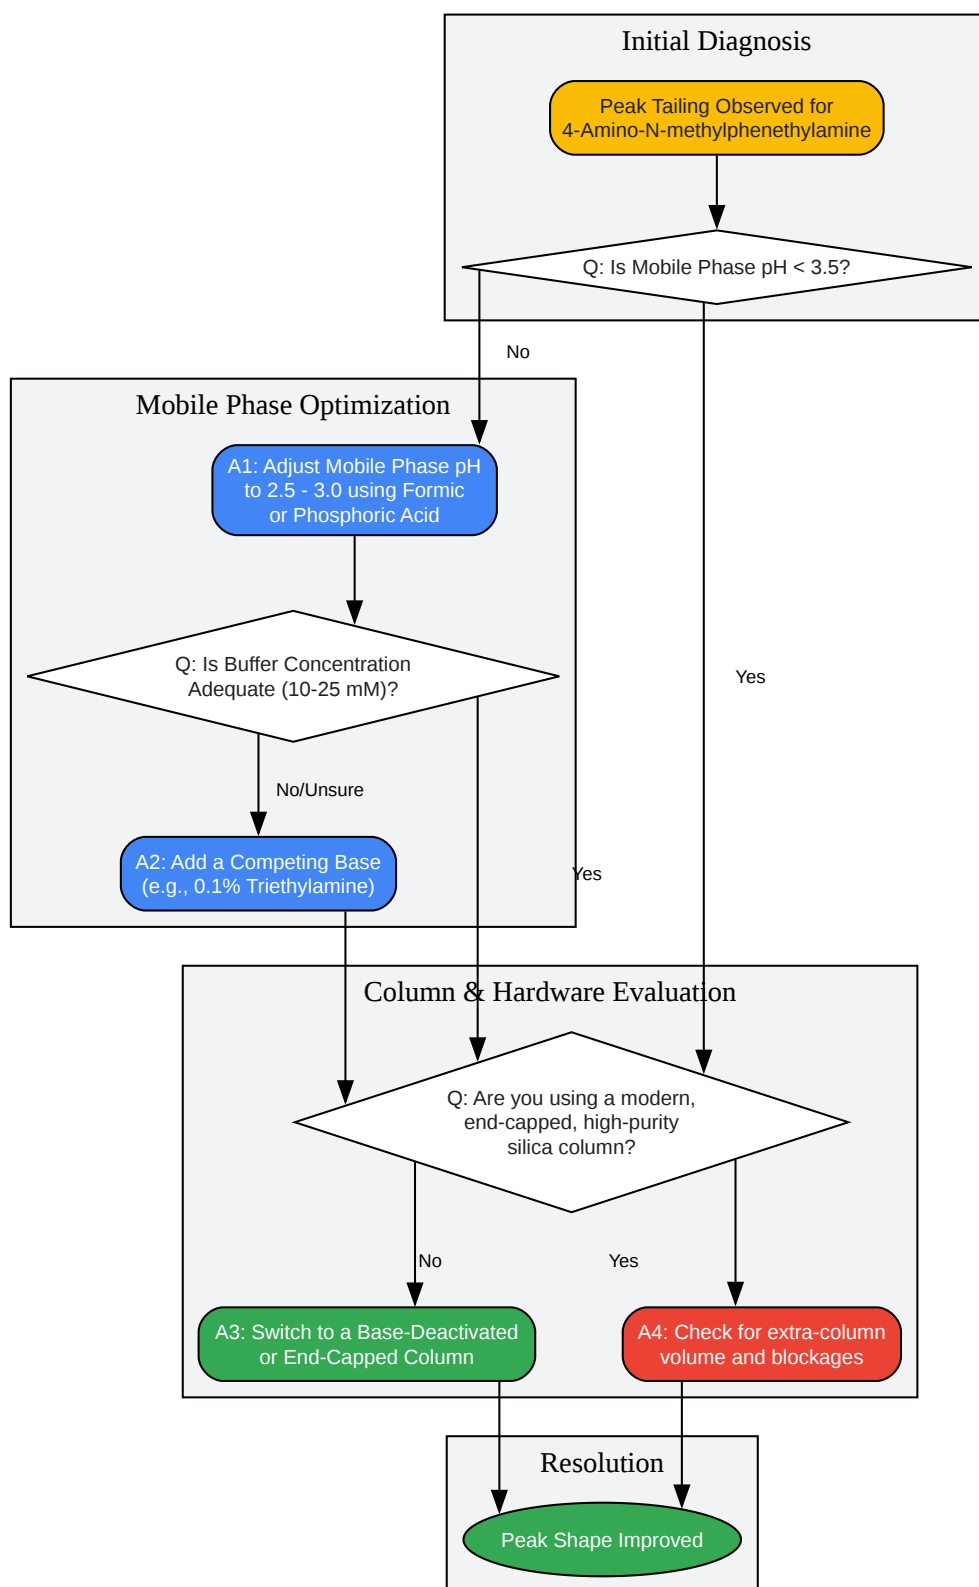 Initial Diagnosis
Peak Tailing Observed for
4-Amino-N-methylphenethylamine
Q: Is Mobile Phase pH < 3.5?
No
Mobile Phase Optimization
A1: Adjust Mobile Phase pH
to 2.5 - 3.0 using Formic
or Phosphoric Acid
Q: Is Buffer Concentration
Adequate (10-25 mM)?
Yes
No/Unsure
A2: Add a Competing Base
(e.g., 0.1% Triethylamine)
Yes
Column & Hardware Evaluation
Q: Are you using a modern,
end-capped, high-purity
silica column?
No
Yes
A3: Switch to a Base-Deactivated
or End-Capped Column
A4: Check for extra-column
volume and blockages
Resolution
Peak Shape Improved